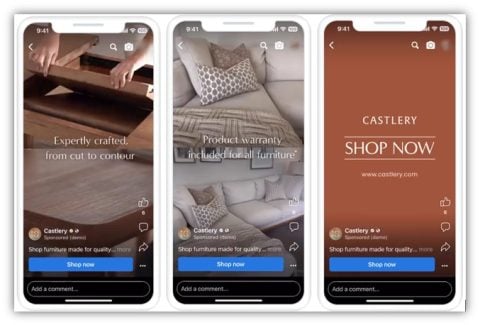 9:41
Expertly crafted,
from cut to contour
6
Castlery
Sponsored (demo)
Shop furniture made for quality... more
Shop now
Add a comment...
9:41
Product warranty
included for all furniture*
6
Castlery
Sponsored (demo)
Shop furniture made for quality... more
Shop now
Add a comment...
9:41
CASTLERY
SHOP NOW
www.castlery.com
6
Castlery
Sponsored (demo)
Shop furniture made for quality... more
Shop now
Add a comment...